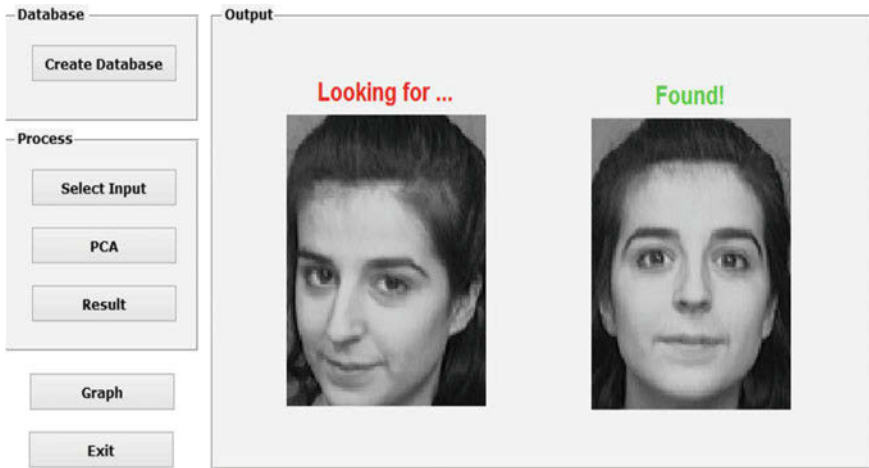 Database
Create Database
Process
Select Input
PCA
Result
Graph
Exit
Output
Looking for ...
Found!